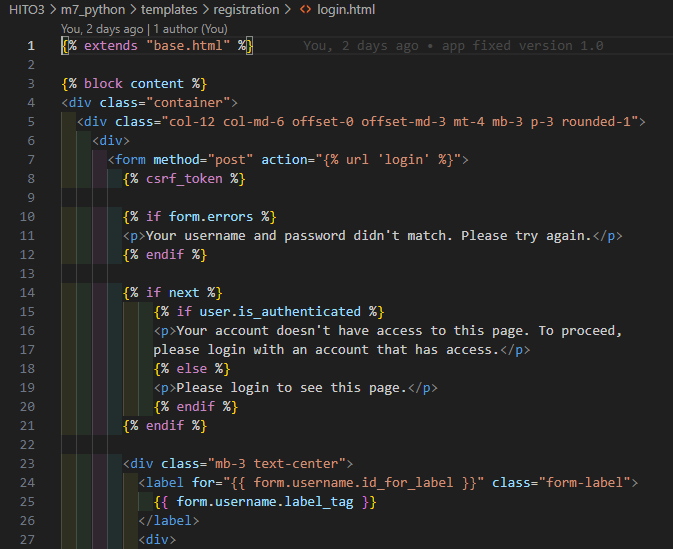 HITO3 > m7_python > templates > registration > <> login.html
You, 2 days ago | 1 author (You)
1 {% extends "base.html" %} You, 2 days ago • app fixed version 1.0
2
3 {% block content %}
4 <div class="container">
5 <div class="col-12 col-md-6 offset-0 offset-md-3 mt-4 mb-3 p-3 rounded-1">
6 <div>
7 <form method="post" action="{% url 'login' %}">
8 {% csrf_token %}
9
10 {% if form.errors %}
11 <p>Your username and password didn't match. Please try again.</p>
12 {% endif %}
13
14 {% if next %}
15 {% if user.is_authenticated %}
16 <p>Your account doesn't have access to this page. To proceed,
17 please login with an account that has access.</p>
18 {% else %}
19 <p>Please login to see this page.</p>
20 {% endif %}
21 {% endif %}
22
23 <div class="mb-3 text-center">
24 <label for="{{ form.username.id_for_label }}" class="form-label">
25 {{ form.username.label_tag }}
26 </label>
27 <div>